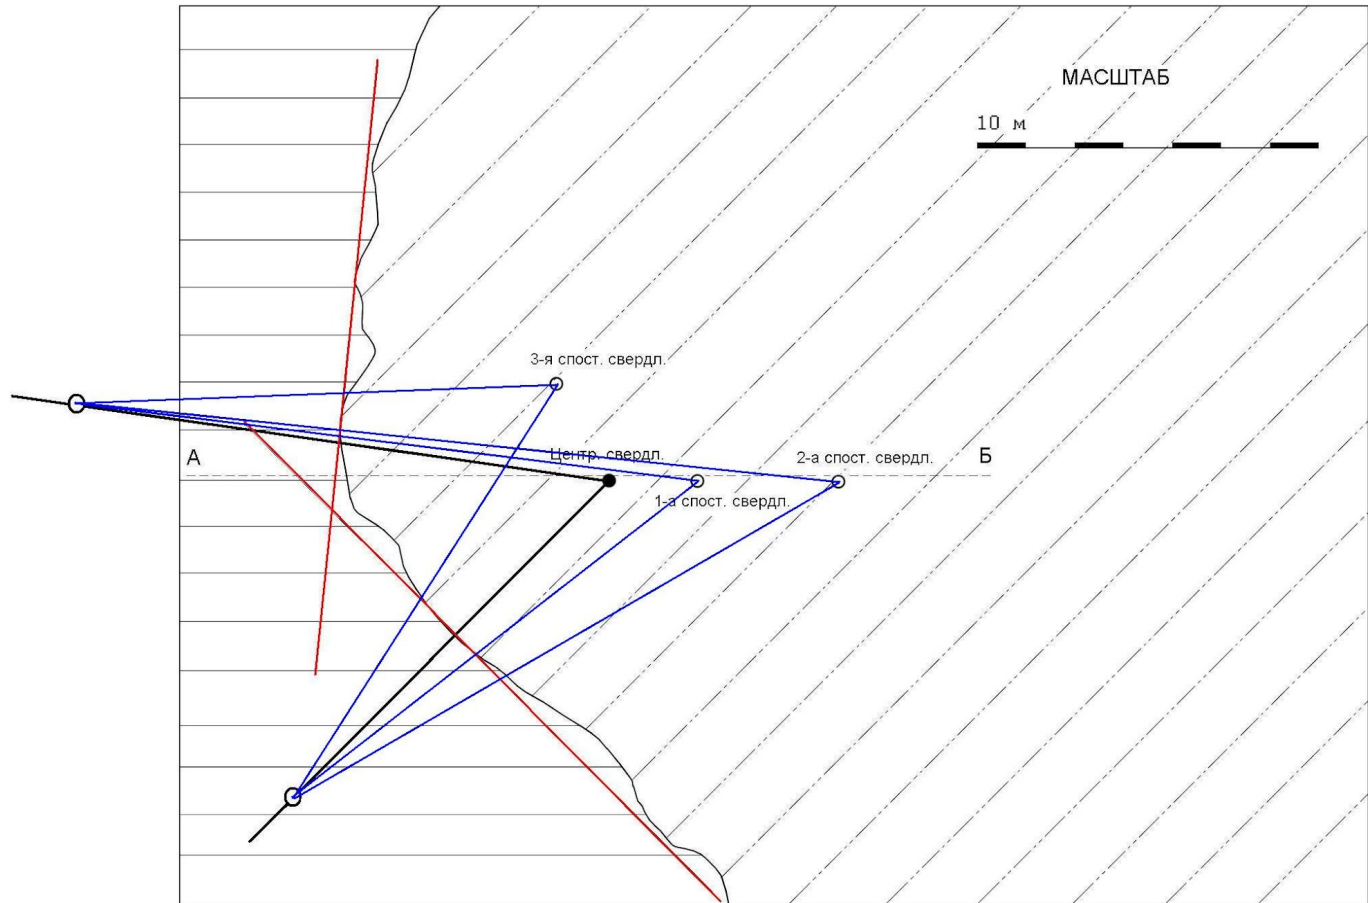 МАСШТАБ
10 м
3-я спост. свердл.
А
Центр. свердл.
2-а спост. свердл.
Б
1-а спост. свердл.